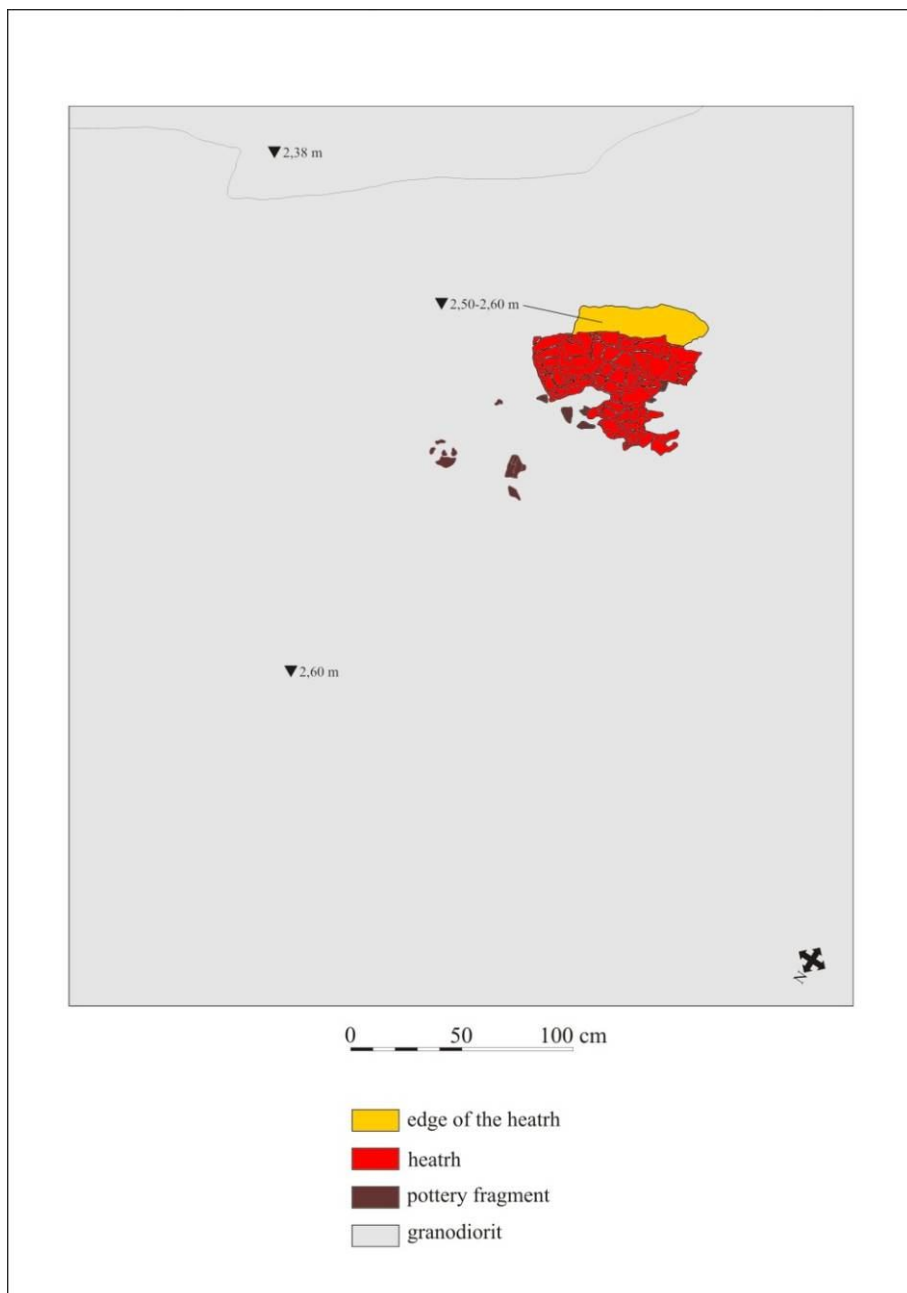 2,38 m
2,50-2,60 m
2,60 m
N
0 50 100 cm
edge of the heatrh
heatrh
pottery fragment
granodiorit